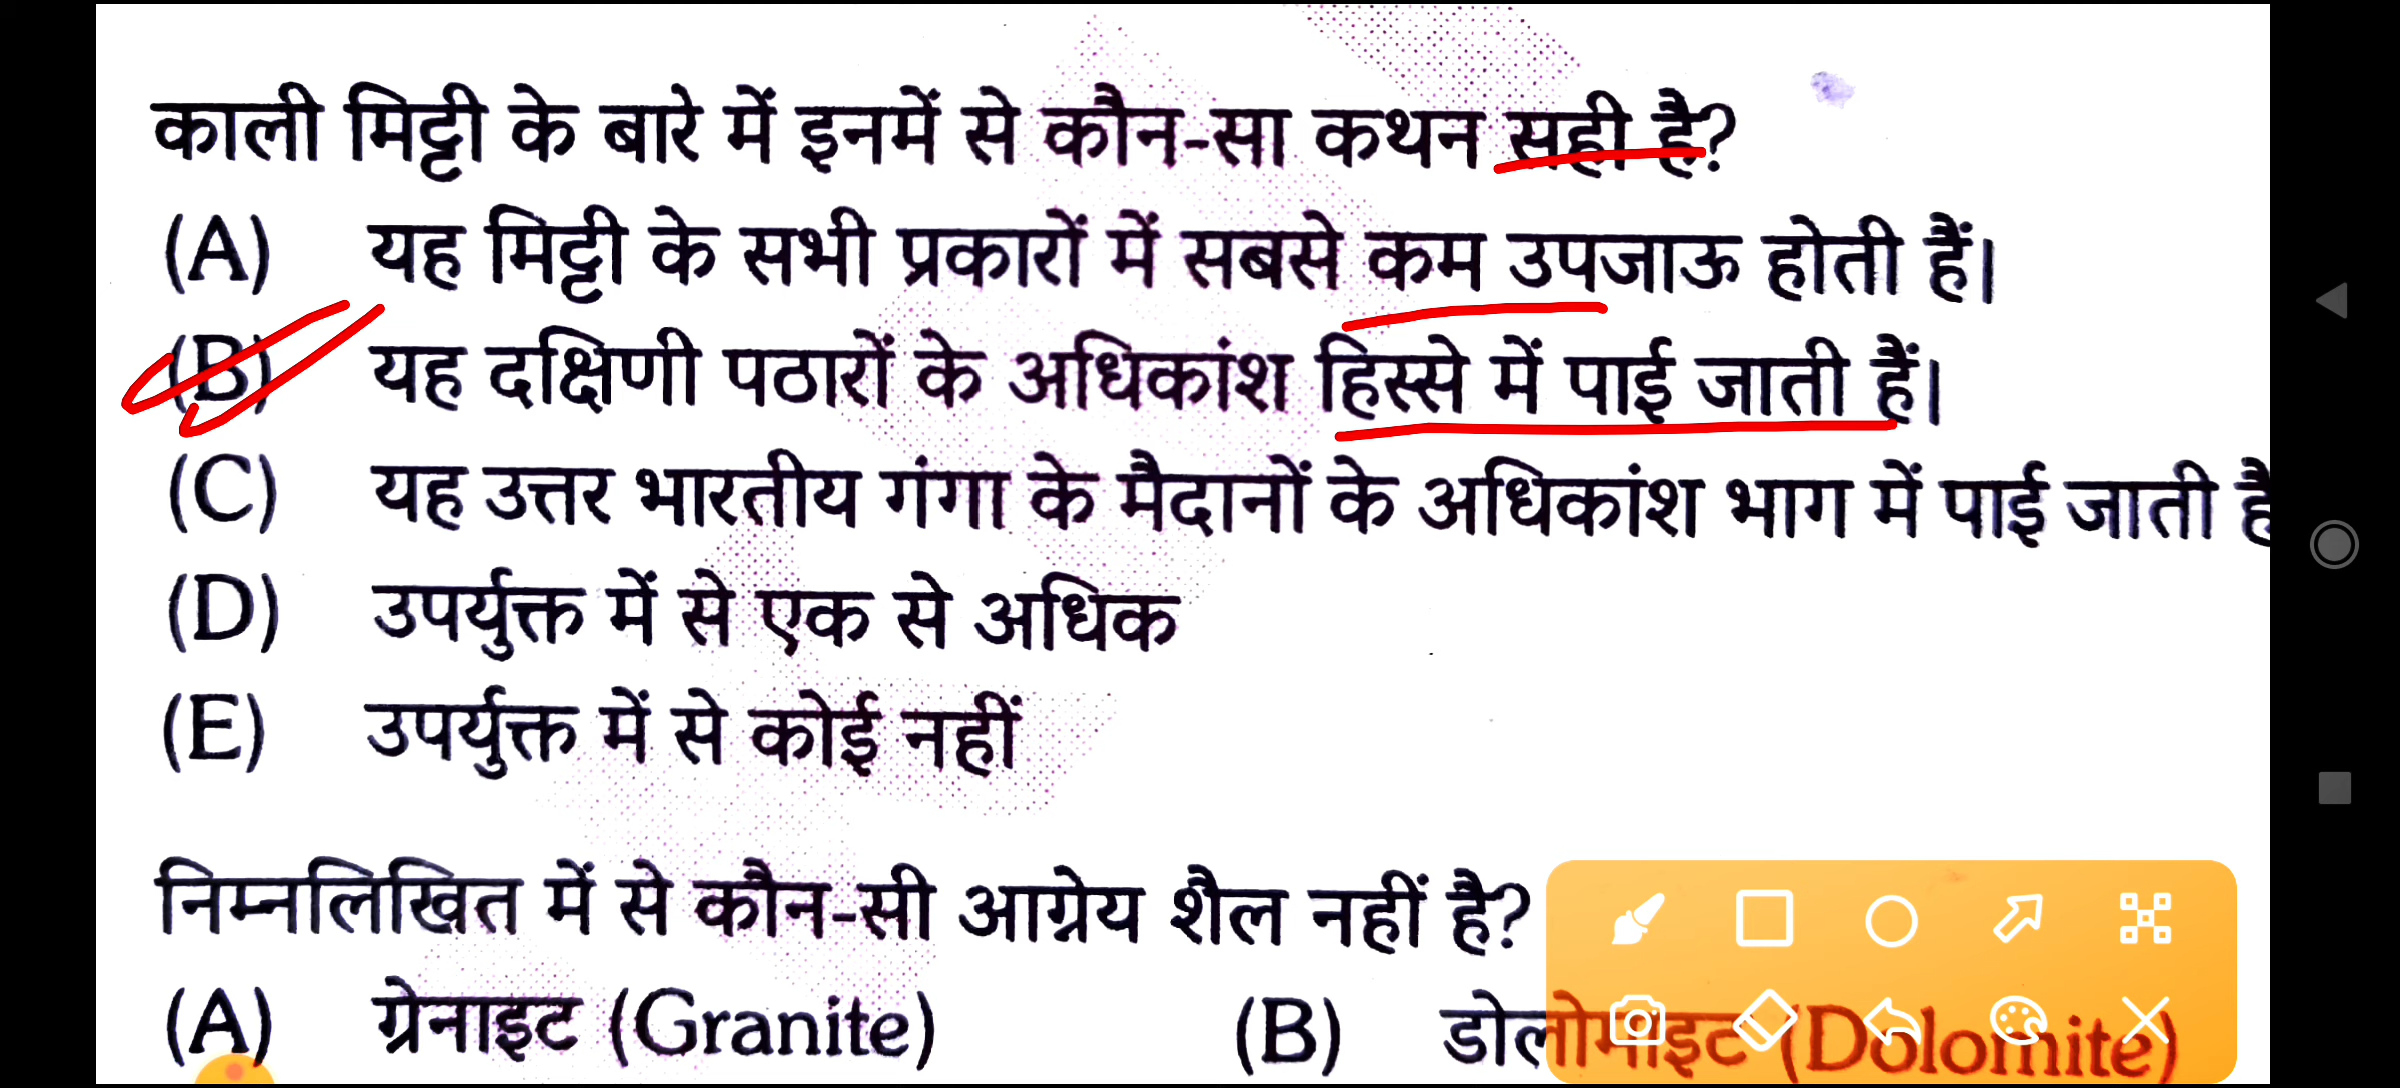 काली मिट्टी के बारे में इनमें से कौन-सा कथन सही है?
(A) यह मिट्टी के सभी प्रकारों में सबसे कम उपजाऊ होती हैं।
(B) यह दक्षिणी पठारों के अधिकांश हिस्से में पाई जाती हैं।
(C) यह उत्तर भारतीय गंगा के मैदानों के अधिकांश भाग में पाई जाती है
(D) उपर्युक्त में से एक से अधिक
(E) उपर्युक्त में से कोई नहीं
निम्नलिखित में से कौन-सी आग्नेय शैल नहीं है?
(A) ग्रेनाइट (Granite) (B) डोलोमाइट (Dolomite)